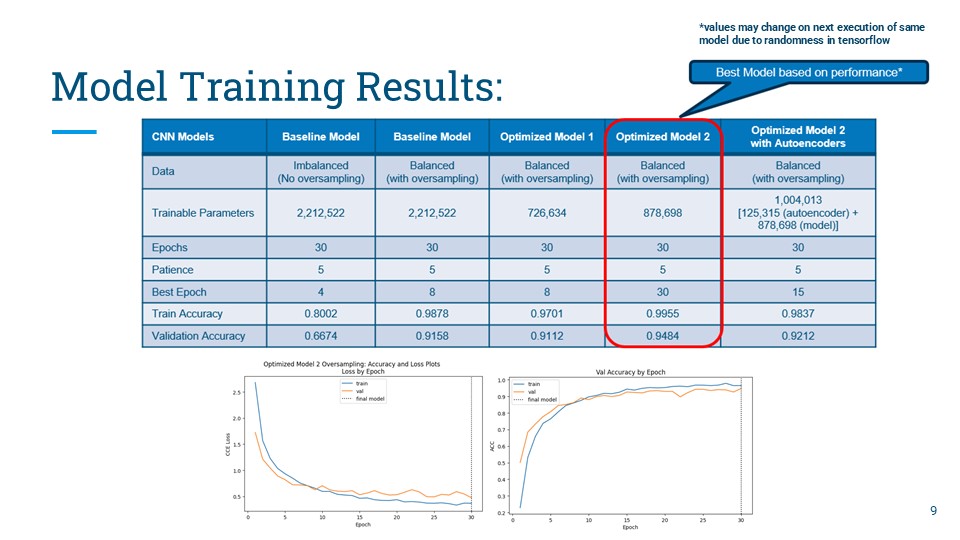 *values may change on next execution of same
model due to randomness in tensorflow
Model Training Results:
Best Model based on performance*
CNN Models Baseline Model Baseline Model Optimized Model 1 Optimized Model 2 Optimized Model 2 with Autoencoders
Data Imbalanced (No oversampling) Balanced (with oversampling) Balanced (with oversampling) Balanced (with oversampling) Balanced (with oversampling)
Trainable Parameters 2,212,522 2,212,522 726,634 878,698 1,004,013 [125,315 (autoencoder) + 878,698 (model)]
Epochs 30 30 30 30 30
Patience 5 5 5 5 5
Best Epoch 4 8 8 30 15
Train Accuracy 0.8002 0.9878 0.9701 0.9955 0.9837
Validation Accuracy 0.6674 0.9158 0.9112 0.9484 0.9212
Optimized Model 2 Oversampling: Accuracy and Loss Plots
Loss by Epoch
train
val
final model
2.5
2.0
1.5
1.0
0.5
CCE Loss
0 5 10 15 20 25 30
Epoch
Val Accuracy by Epoch
train
val
final model
1.0
0.9
0.8
0.7
0.6
0.5
0.4
0.3
0.2
ACC
0 5 10 15 20 25 30
Epoch
9